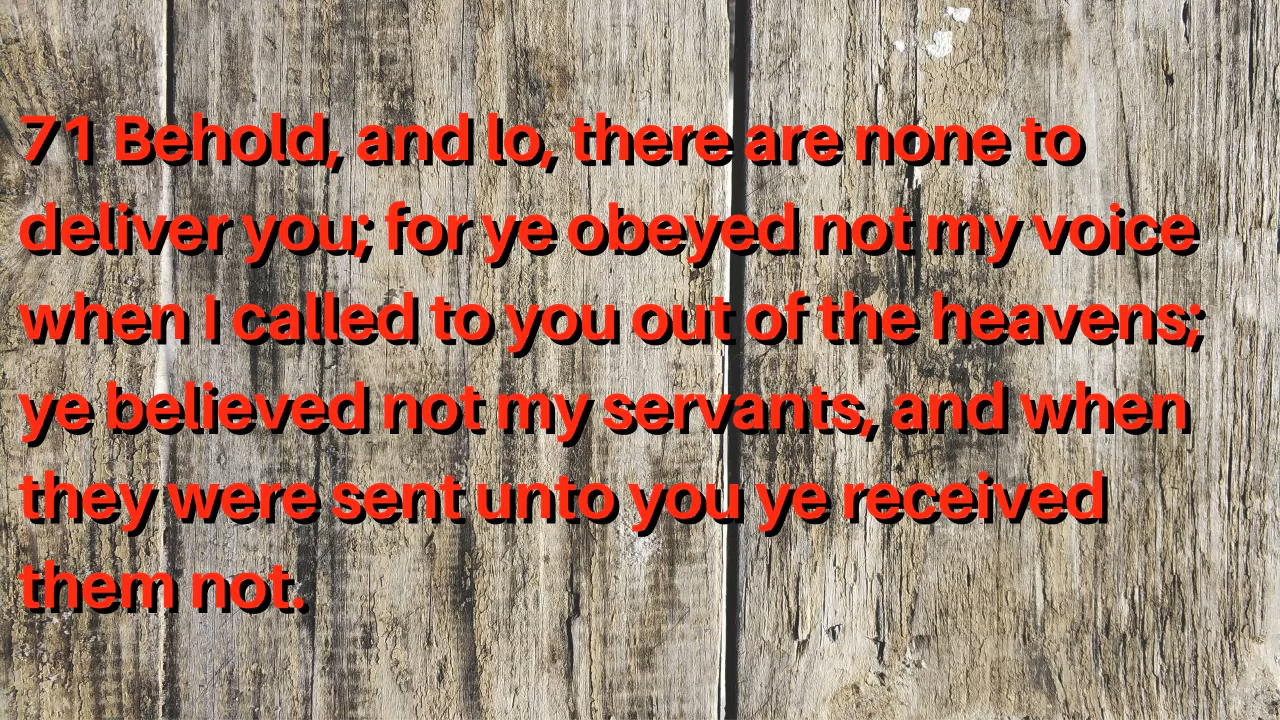 71 Behold, and lo, there are none to
deliver you; for ye obeyed not my voice
when I called to you out of the heavens;
ye believed not my servants, and when
they were sent unto you ye received
them not.